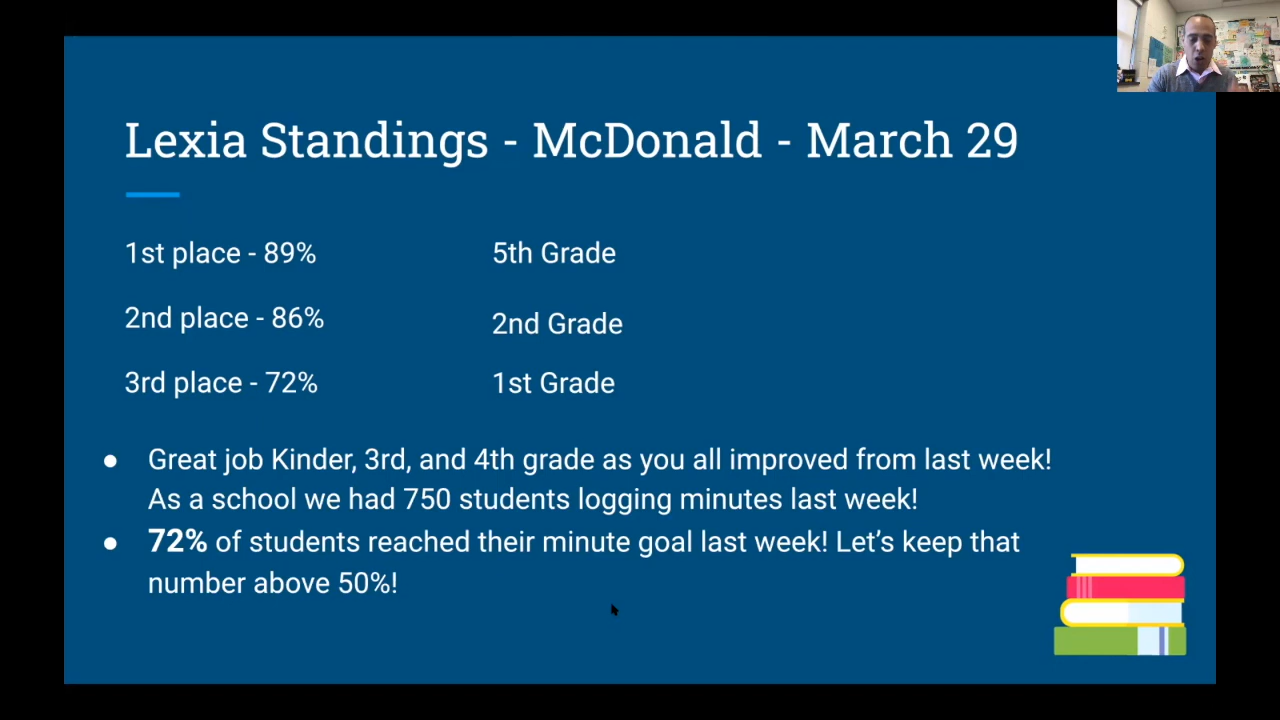 Lexia Standings - McDonald - March 29
1st place - 89%
5th Grade
2nd place - 86%
2nd Grade
3rd place - 72%
1st Grade
● Great job Kinder, 3rd, and 4th grade as you all improved from last week!
As a school we had 750 students logging minutes last week!
● 72% of students reached their minute goal last week! Let’s keep that
number above 50%!